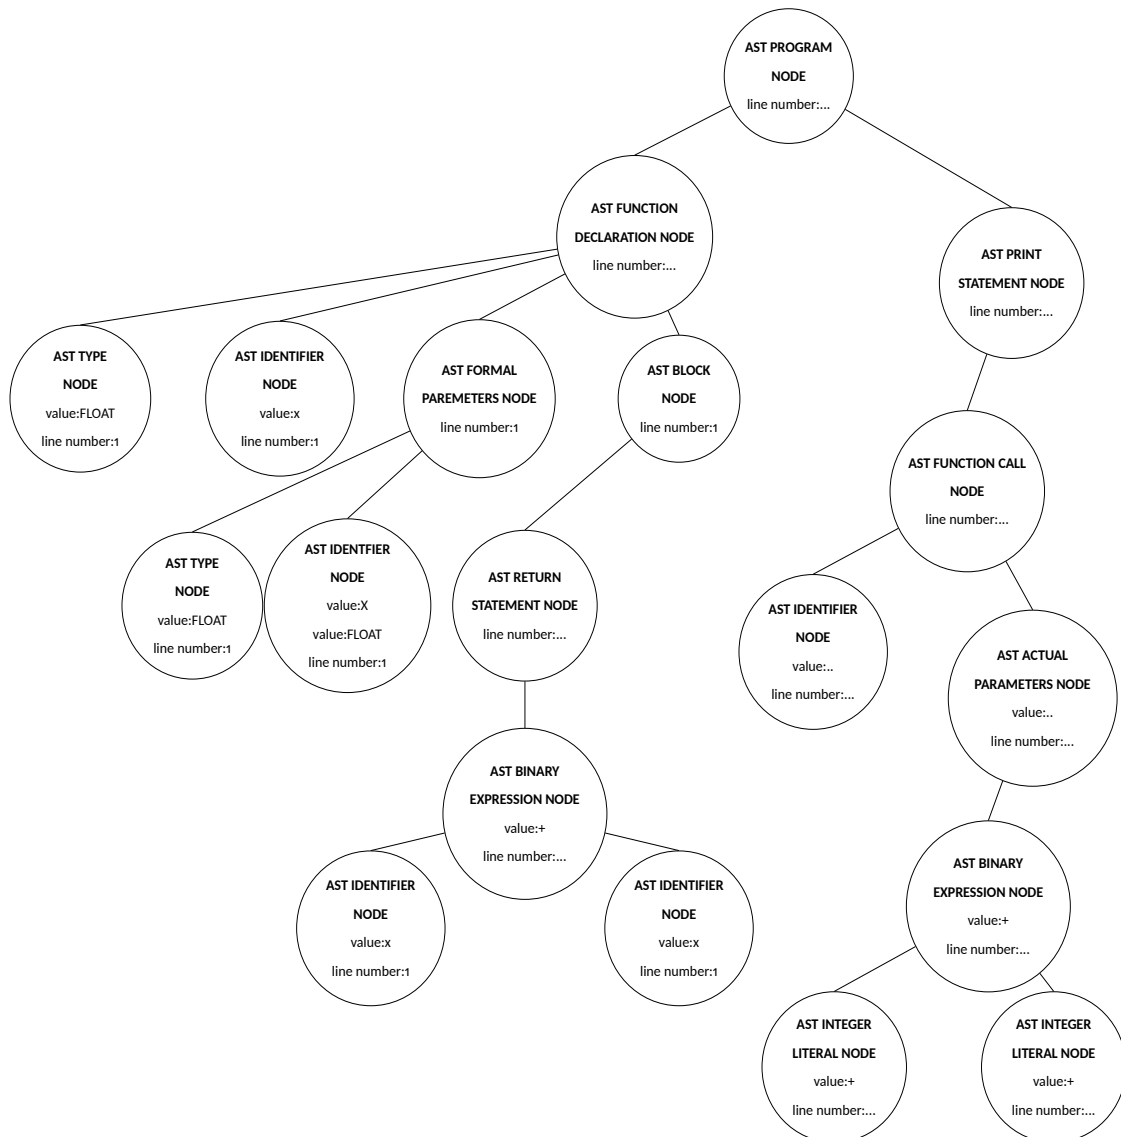 AST PROGRAM
NODE
line number:...
AST FUNCTION
DECLARATION NODE
line number:...
AST PRINT
STATEMENT NODE
line number:...
AST TYPE
NODE
value:FLOAT
line number:1
AST IDENTIFIER
NODE
value:x
line number:1
AST FORMAL
PAREMETERS NODE
line number:1
AST BLOCK
NODE
line number:1
AST FUNCTION CALL
NODE
line number:...
AST TYPE
NODE
value:FLOAT
line number:1
AST IDENTFIER
NODE
value:X
value:FLOAT
line number:1
AST RETURN
STATEMENT NODE
line number:...
AST IDENTIFIER
NODE
value:..
line number:...
AST ACTUAL
PARAMETERS NODE
value:..
line number:...
AST BINARY
EXPRESSION NODE
value:+
line number:...
AST IDENTIFIER
NODE
value:x
line number:1
AST IDENTIFIER
NODE
value:x
line number:1
AST BINARY
EXPRESSION NODE
value:+
line number:...
AST INTEGER
LITERAL NODE
value:+
line number:...
AST INTEGER
LITERAL NODE
value:+
line number:...